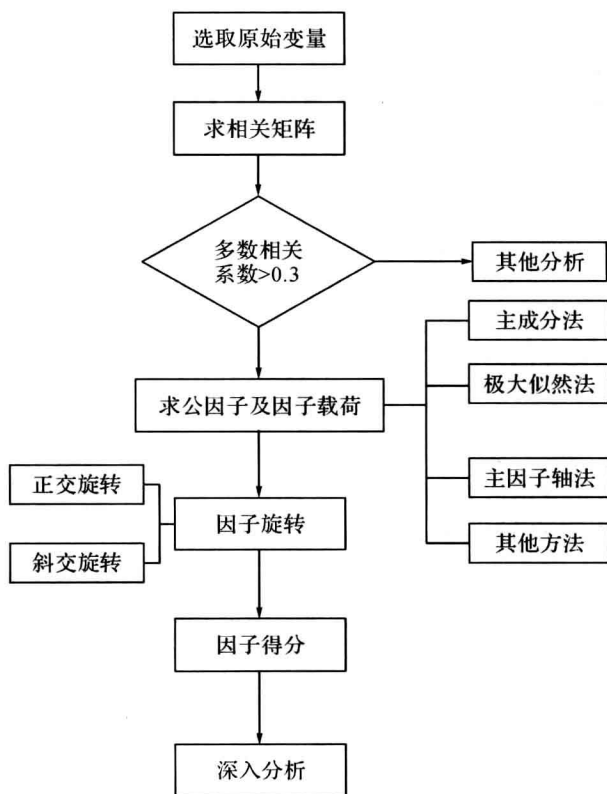 选取原始变量
求相关矩阵
多数相关
系数>0.3
其他分析
主成分法
求公因子及因子载荷
极大似然法
主因子轴法
正交旋转
因子旋转
其他方法
斜交旋转
因子得分
深入分析